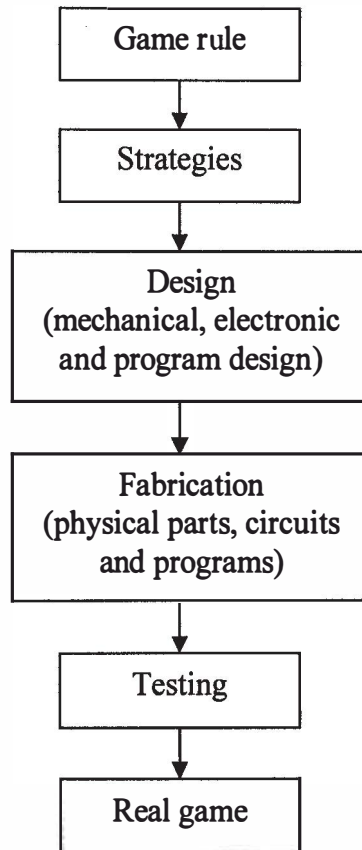 Game rule
Strategies
Design
(mechanical, electronic
and program design)
Fabrication
(physical parts, circuits
and programs)
Testing
Real game